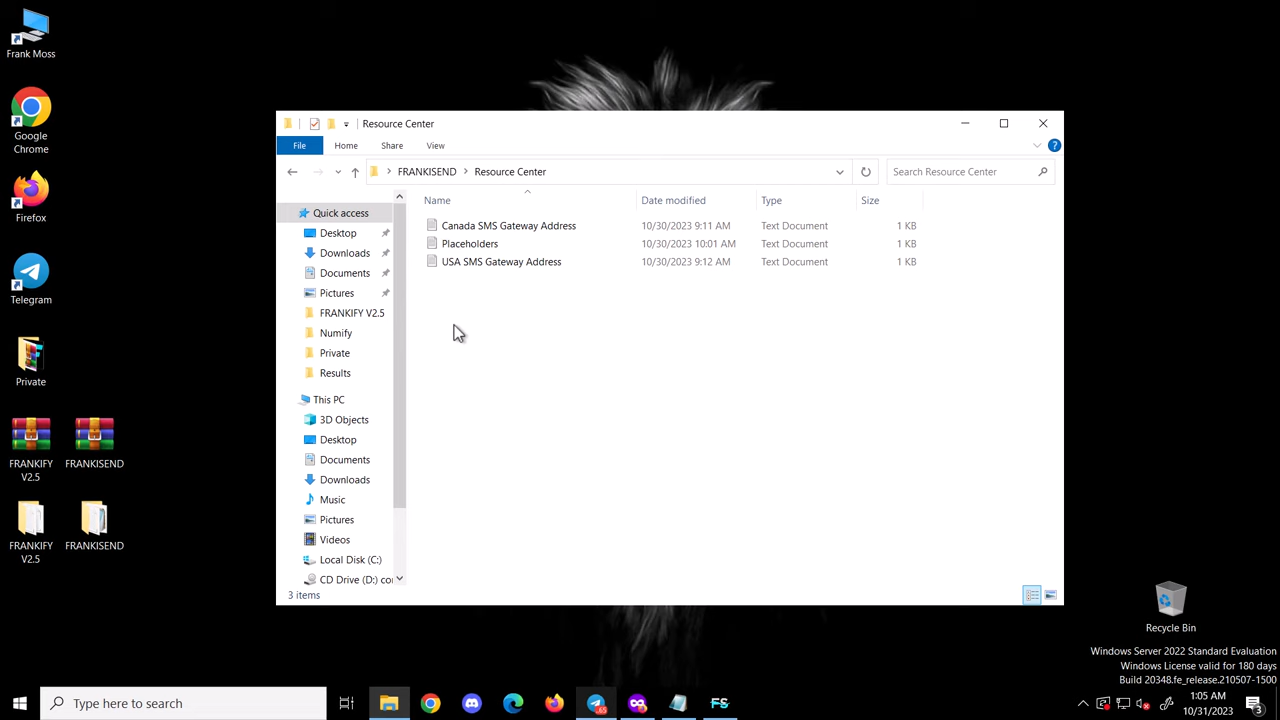 Frank Moss
Google
Chrome
Firefox
Telegram
Private
FRANKIFY
V2.5
FRANKISEND
FRANKIFY
V2.5
FRANKISEND
Resource Center
File
Home
Share
View
FRANKISEND
Resource Center
Search Resource Center
Quick access
Desktop
Downloads
Documents
Pictures
FRANKIFY V2.5
Numify
Private
Results
This PC
3D Objects
Desktop
Documents
Downloads
Music
Pictures
Videos
Local Disk (C:)
CD Drive (D:) co
Name Date modified Type Size
Canada SMS Gateway Address 10/30/2023 9:11 AM Text Document 1 KB
Placeholders 10/30/2023 10:01 AM Text Document 1 KB
USA SMS Gateway Address 10/30/2023 9:12 AM Text Document 1 KB
3 items
Recycle Bin
Windows Server 2022 Standard Evaluation
Windows License valid for 180 days
Build 20348.fe_release.210507-1500
Type here to search
65
FS
1:05 AM
10/31/2023
3